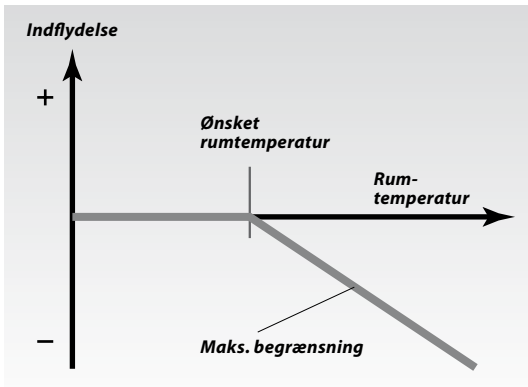 Indflydelse
+
Ønsket
rumtemperatur
Rum-
temperatur
−
Maks. begrænsning